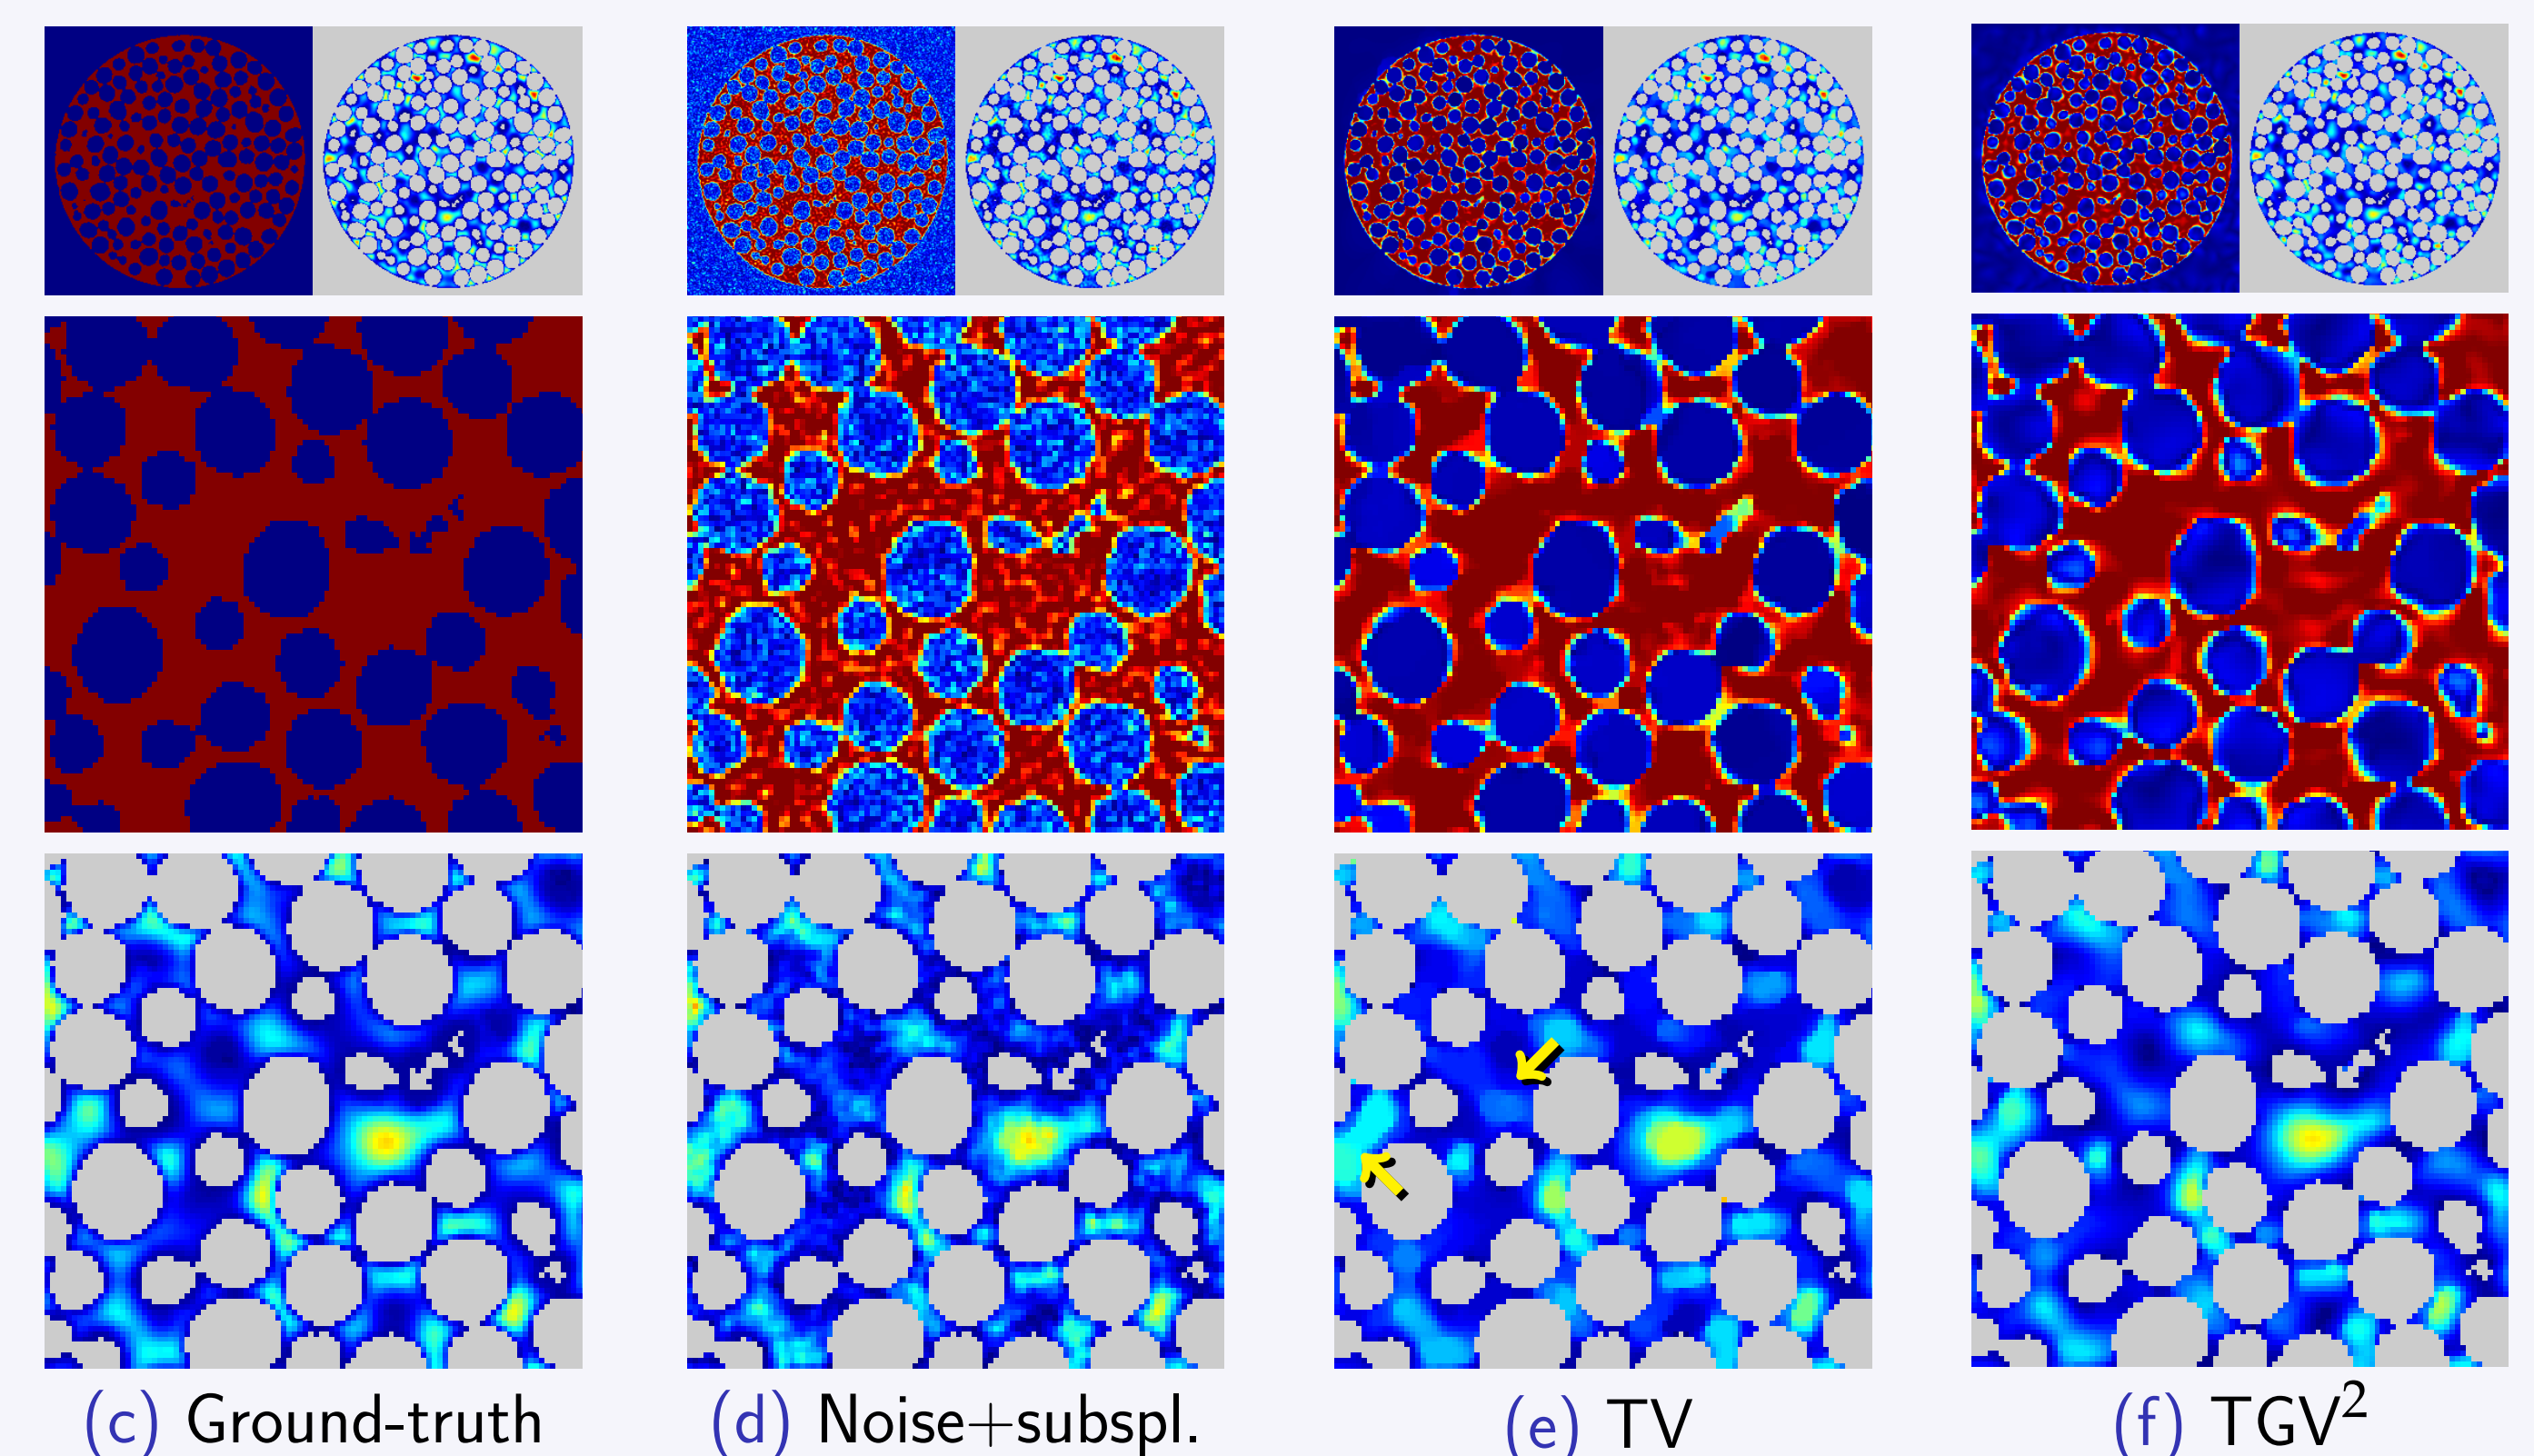 (c) Ground-truth
(d) Noise+subspl.
(e) TV
(f) TGV²